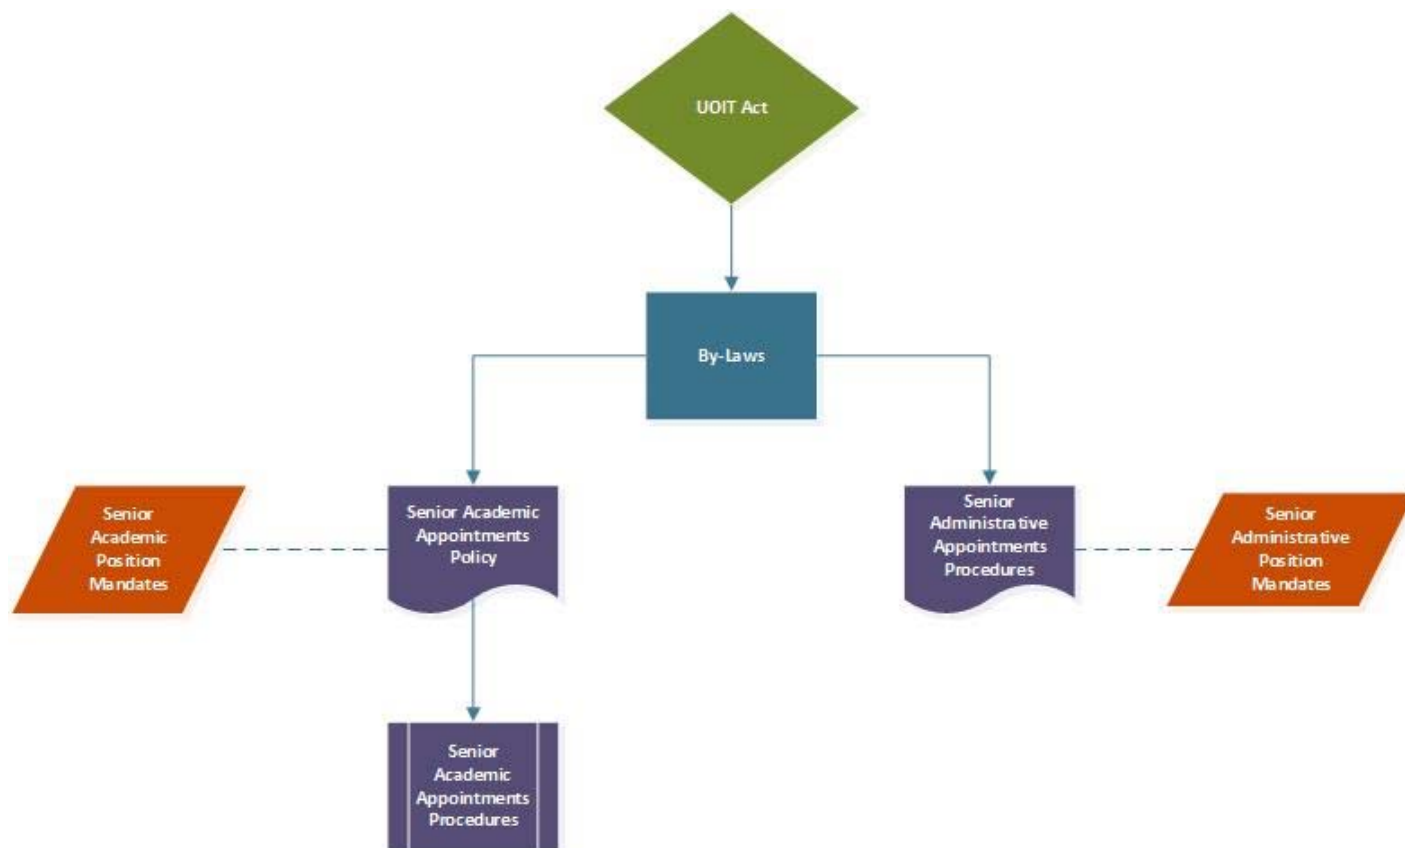 UOIT Act
By-Laws
Senior
Academic
Position
Mandates
Senior Academic
Appointments
Policy
Senior
Administrative
Appointments
Procedures
Senior
Administrative
Position
Mandates
Senior
Academic
Appointments
Procedures